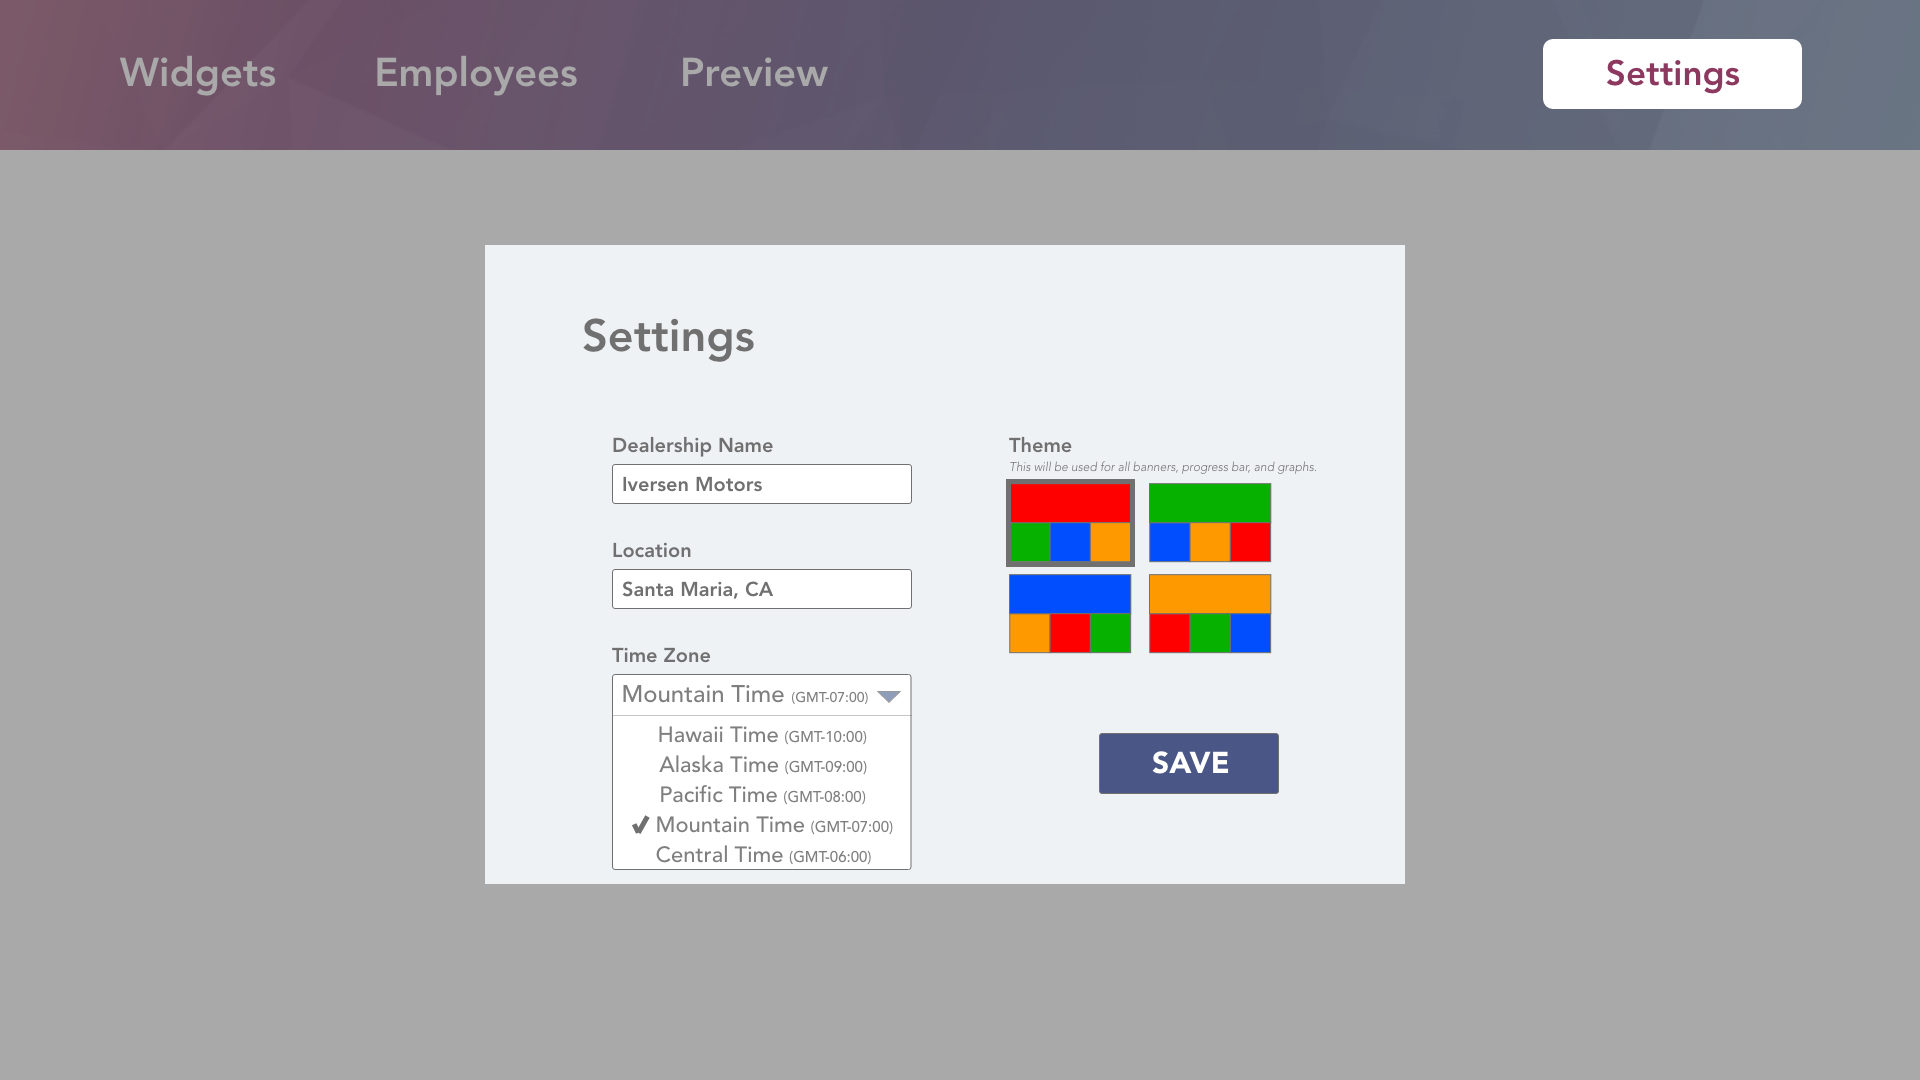 Widgets Employees Preview Settings
Settings
Dealership Name
Iversen Motors
Location
Santa Maria, CA
Time Zone
Mountain Time (GMT-07:00)
Hawaii Time (GMT-10:00)
Alaska Time (GMT-09:00)
Pacific Time (GMT-08:00)
Mountain Time (GMT-07:00)
Central Time (GMT-06:00)
Theme
This will be used for all banners, progress bar, and graphs.
SAVE